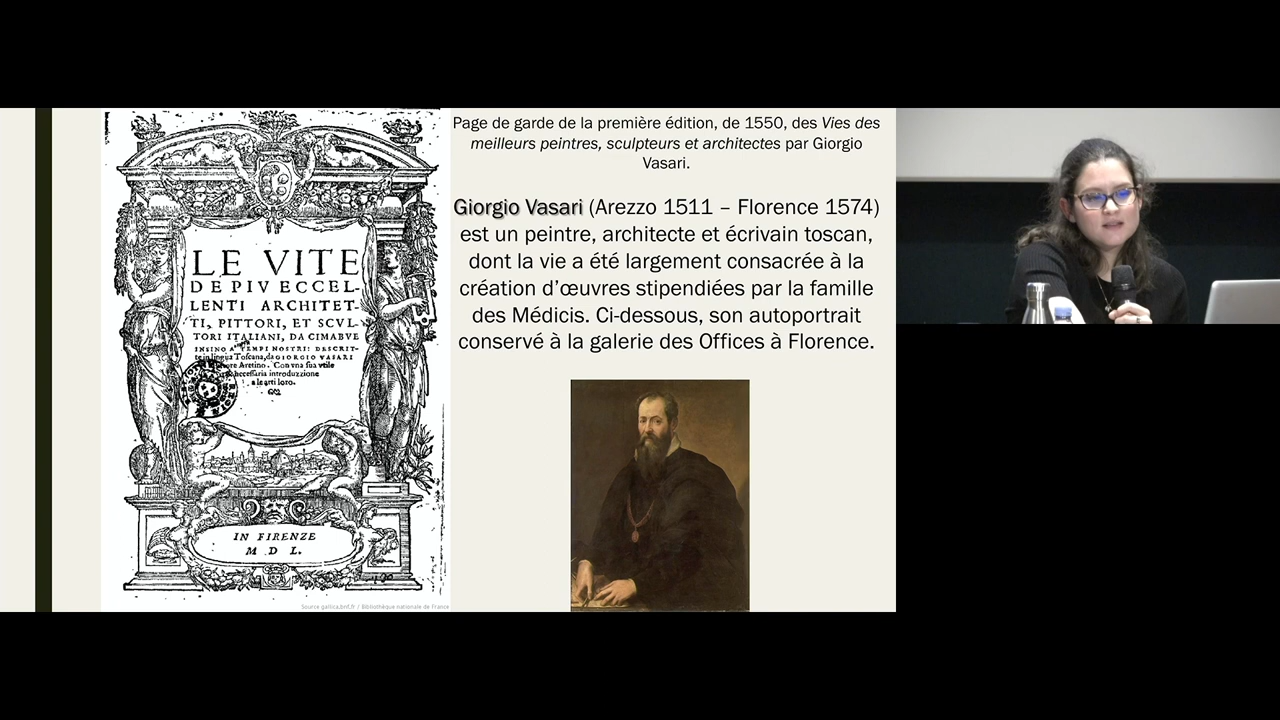 LE VITE
DE PIV ECCEL-
LENTI ARCHITET-
TI, PITTORI, ET SCVL-
TORI ITALIANI, DA CIMABVE
INSINO A' TEMPI NOSTRI: DESCRIT-
te in lingua Toscana, da GIORGIO VASARI
Aretino. Con vna sua vtile
& necessaria introduzzione
a le arti loro.
IN FIRENZE
M D L.
Source gallica.bnf.fr / Bibliothèque nationale de France
Page de garde de la première édition, de 1550, des Vies des
meilleurs peintres, sculpteurs et architectes par Giorgio
Vasari.
Giorgio Vasari (Arezzo 1511 – Florence 1574)
est un peintre, architecte et écrivain toscan,
dont la vie a été largement consacrée à la
création d'œuvres stipendiées par la famille
des Médicis. Ci-dessous, son autoportrait
conservé à la galerie des Offices à Florence.